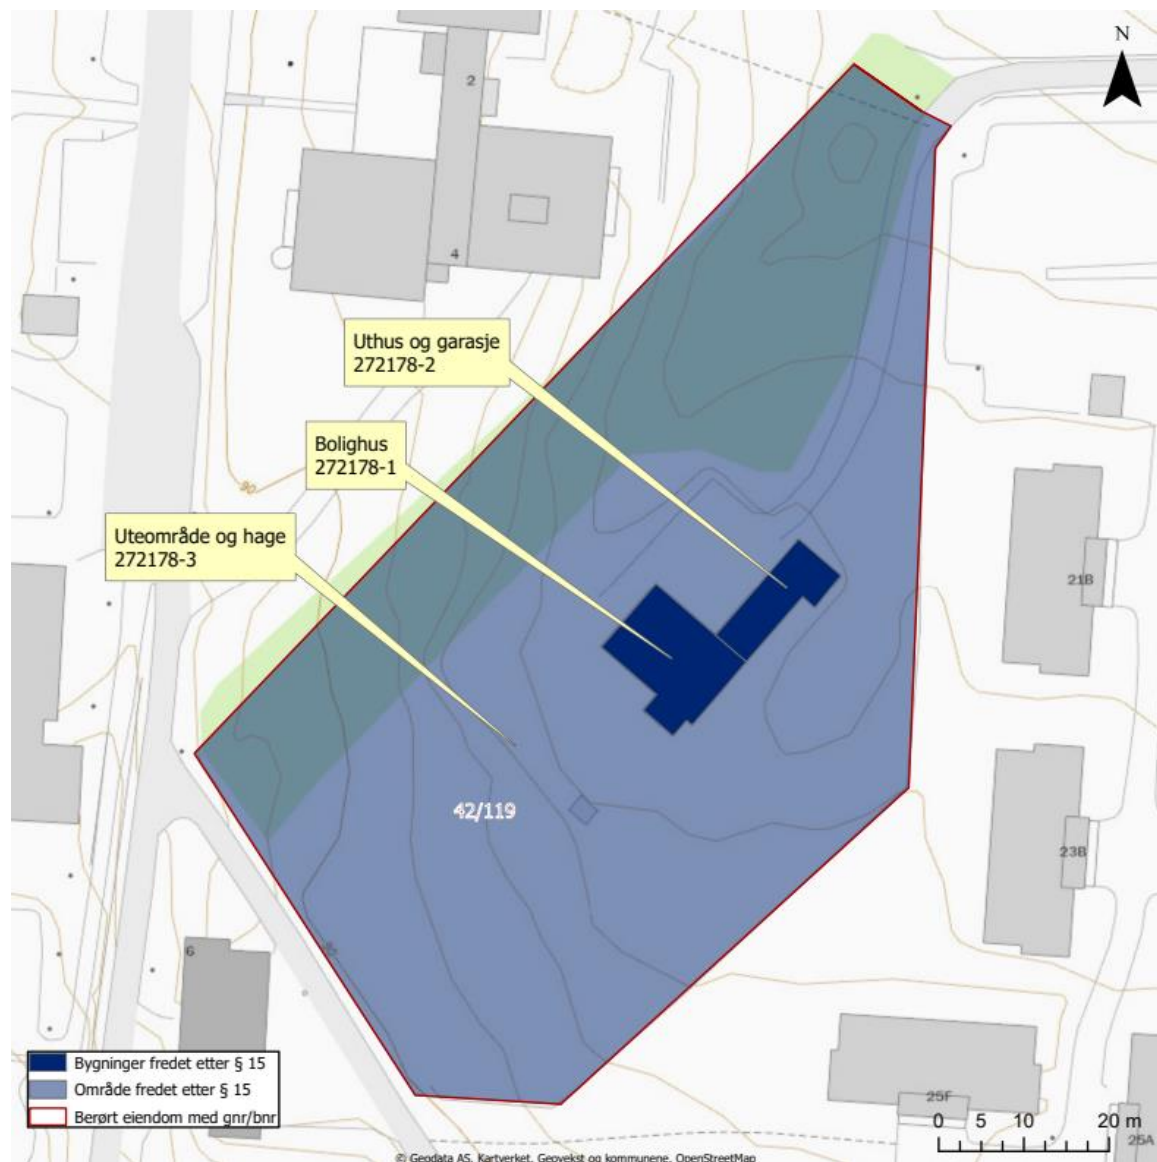 N
2
4
Uthus og garasje
272178-2
Bolighus
272178-1
90
Uteområde og hage
272178-3
21B
42/119
23B
6
Bygninger fredet etter § 15
Område fredet etter § 15
Berørt eiendom med gnr/bnr
25F
0 5 10 20 m
25A
© Geodata AS, Kartverket, Geovekst og kommunene, OpenStreetMap